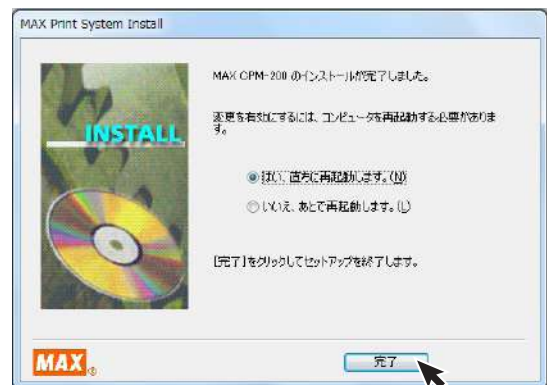 MAX Print System Install
INSTALL
MAX CPM-200 のインストールが完了しました。
変更を有効にするには、コンピュータを再起動する必要がありま
す。
はい、直ちに再起動します。(N)
いいえ、あとで再起動します。(L)
[完了]をクリックしてセットアップを終了します。
MAX®
完了